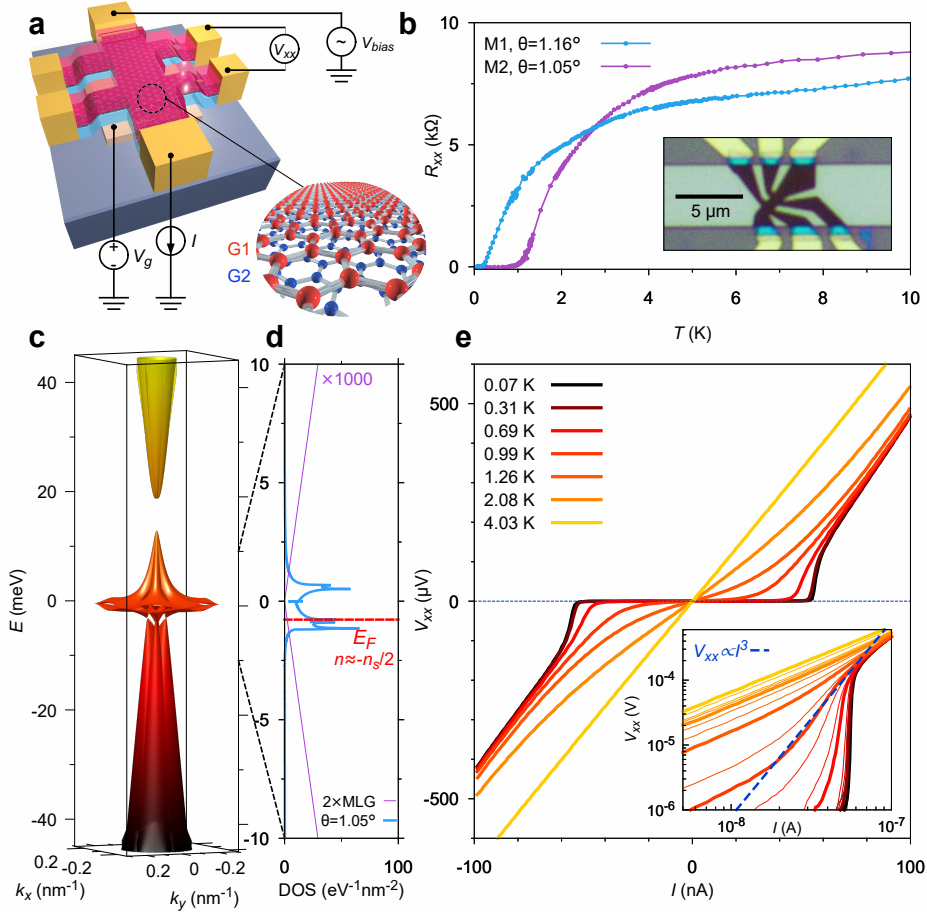 a
V_xx
~
V_bias
+
-
V_g
I
G1
G2
b
10
5
0
R_xx (kΩ)
M1, θ=1.16°
M2, θ=1.05°
5 µm
0 2 4 6 8 10
T (K)
c
40
20
0
-20
-40
E (meV)
0.2
-0.2
0.2 0 -0.2
k_x (nm⁻¹)
k_y (nm⁻¹)
d
10
5
0
-5
-10
×1000
E_F
n≈-n_s/2
2×MLG
θ=1.05°
0 100
DOS (eV⁻¹nm⁻²)
e
500
0
-500
V_xx (µV)
0.07 K
0.31 K
0.69 K
0.99 K
1.26 K
2.08 K
4.03 K
V_xx∝I³
10⁻⁴
10⁻⁵
10⁻⁶
V_xx (V)
10⁻⁸ 10⁻⁷
I (A)
-100 -50 0 50 100
I (nA)